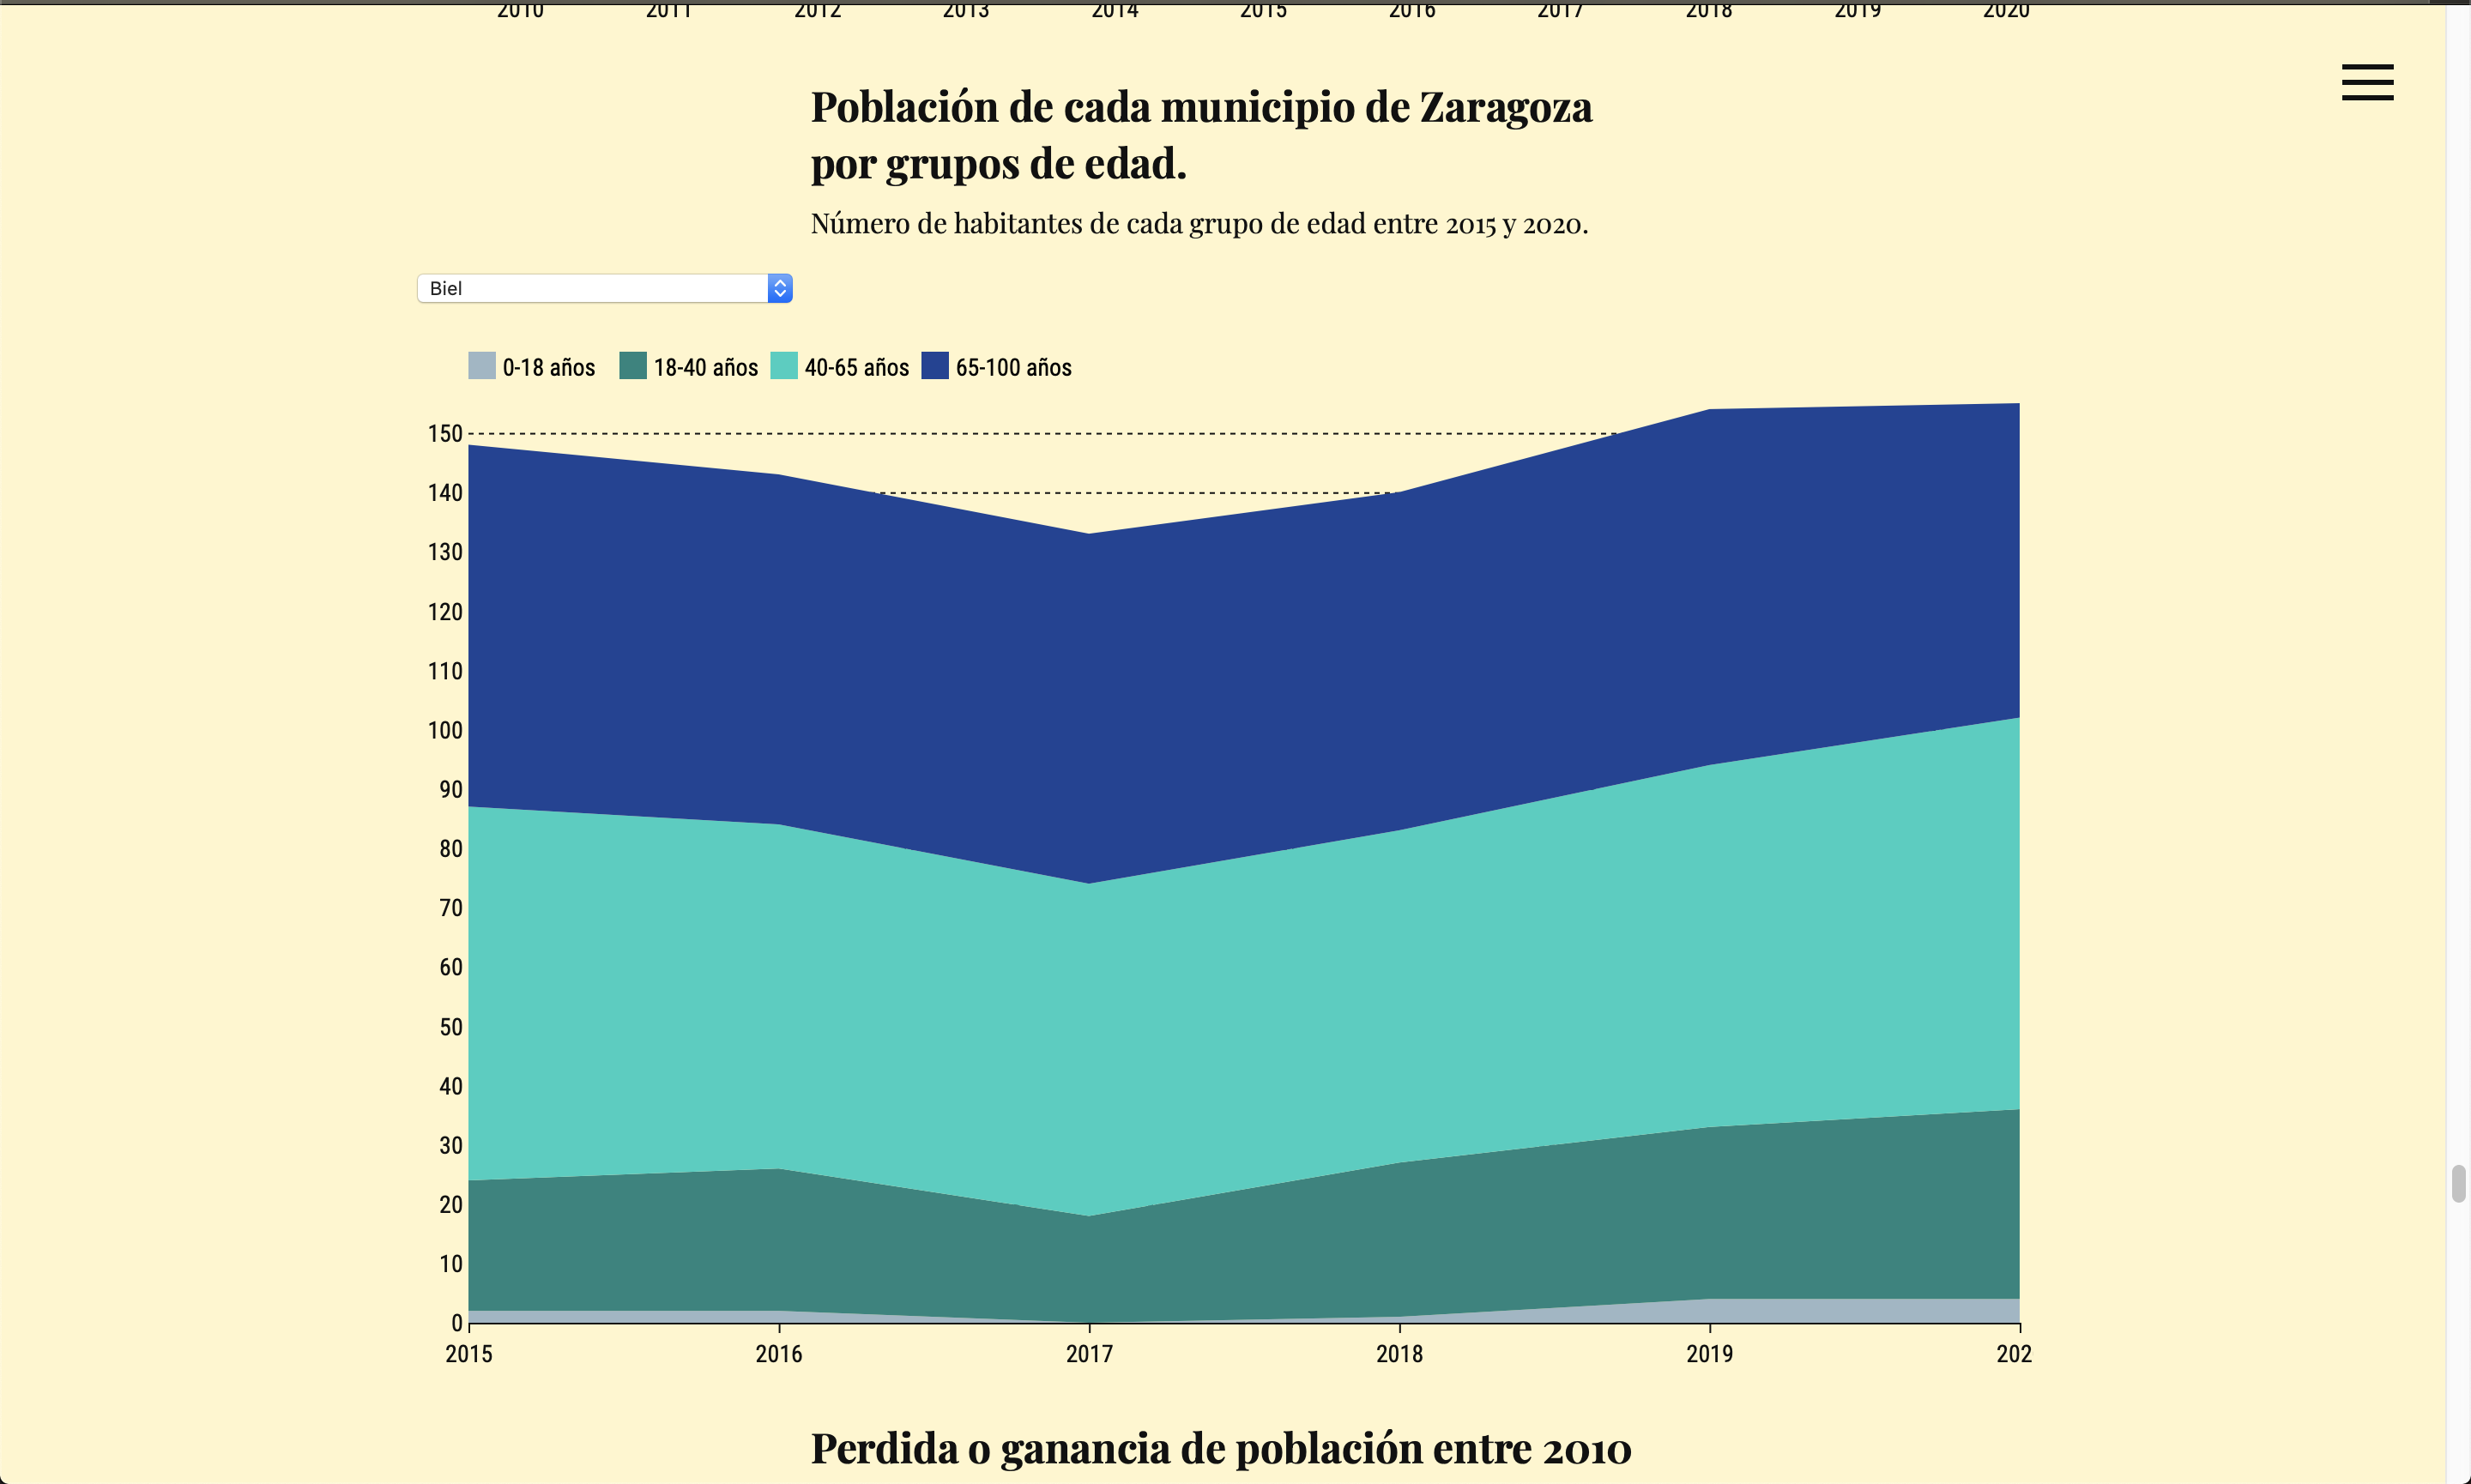 2010 2011 2012 2013 2014 2015 2016 2017 2018 2019 2020
Población de cada municipio de Zaragoza
por grupos de edad.
Número de habitantes de cada grupo de edad entre 2015 y 2020.
Biel
0-18 años 18-40 años 40-65 años 65-100 años
150
140
130
120
110
100
90
80
70
60
50
40
30
20
10
0
2015 2016 2017 2018 2019 202
Perdida o ganancia de población entre 2010